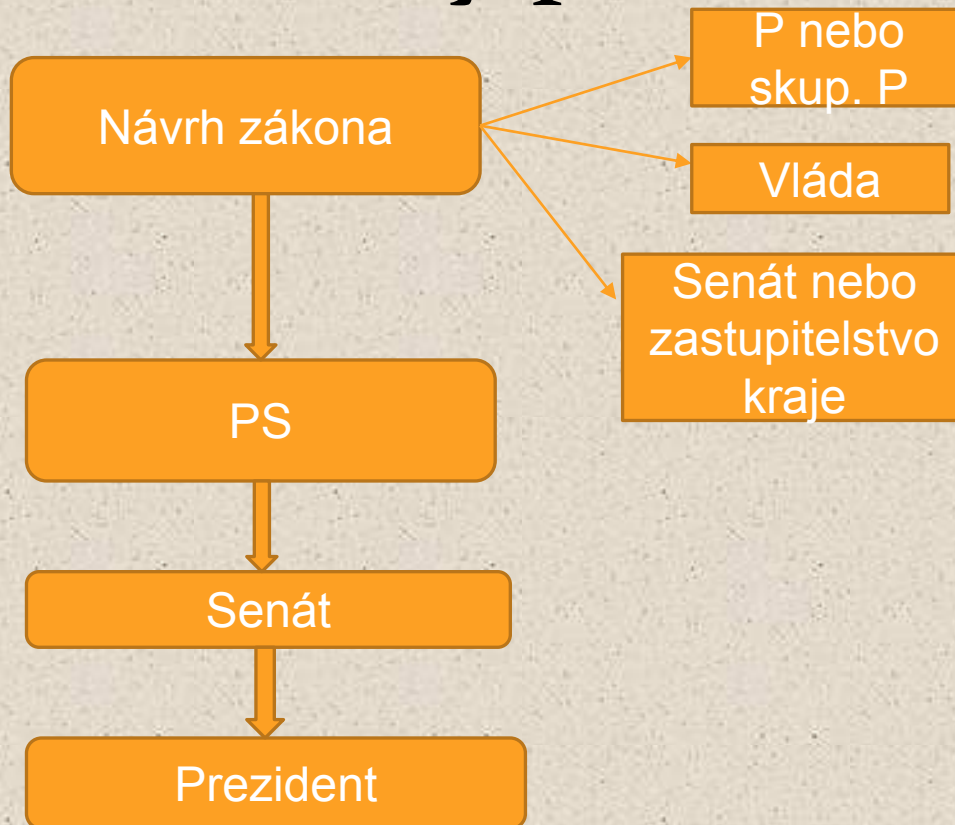 P nebo
skup. P
Návrh zákona
Vláda
Senát nebo
zastupitelstvo
kraje
PS
Senát
Prezident